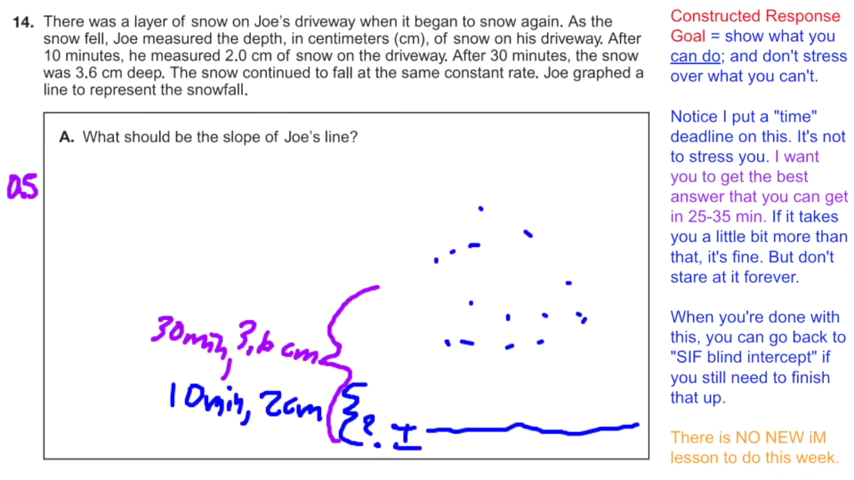 14. There was a layer of snow on Joe's driveway when it began to snow again. As the
snow fell, Joe measured the depth, in centimeters (cm), of snow on his driveway. After
10 minutes, he measured 2.0 cm of snow on the driveway. After 30 minutes, the snow
was 3.6 cm deep. The snow continued to fall at the same constant rate. Joe graphed a
line to represent the snowfall.
A. What should be the slope of Joe's line?
0.5
30min, 3.6 cm
10min, 2cm
?
Constructed Response
Goal = show what you
can do; and don't stress
over what you can't.
Notice I put a "time"
deadline on this. It's not
to stress you. I want
you to get the best
answer that you can get
in 25-35 min. If it takes
you a little bit more than
that, it's fine. But don't
stare at it forever.
When you're done with
this, you can go back to
"SIF blind intercept" if
you still need to finish
that up.
There is NO NEW iM
lesson to do this week.